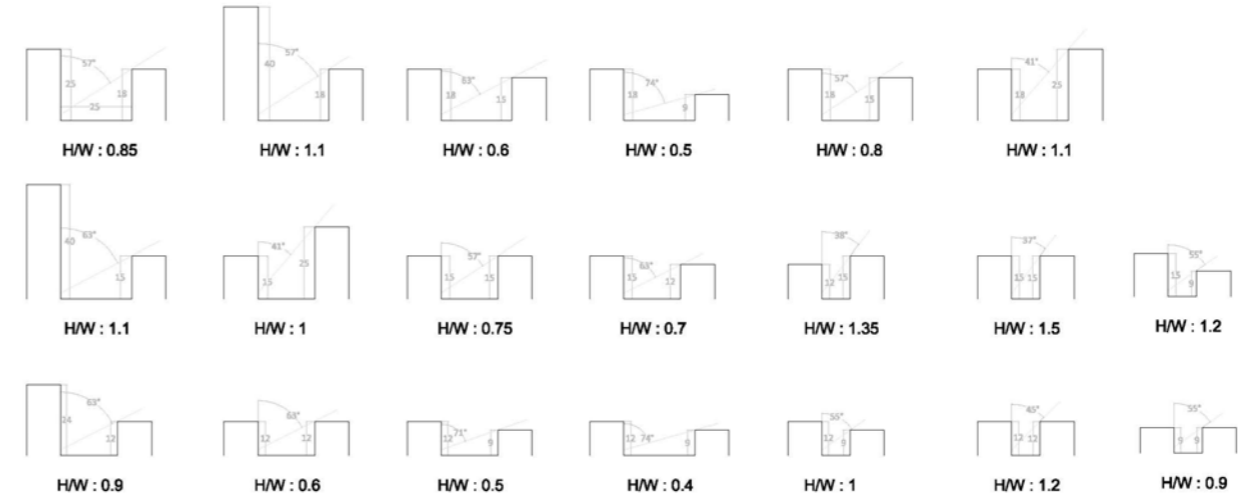 57° 25 18 25
H/W : 0.85
57° 40 18
H/W : 1.1
63° 18 15
H/W : 0.6
74° 18 9
H/W : 0.5
57° 18 15
H/W : 0.8
41° 18 25
H/W : 1.1
63° 40 15
H/W : 1.1
41° 15 25
H/W : 1
57° 15 15
H/W : 0.75
63° 15 12
H/W : 0.7
38° 12 15
H/W : 1.35
37° 15 15
H/W : 1.5
55° 15 9
H/W : 1.2
63° 24 12
H/W : 0.9
63° 12 12
H/W : 0.6
71° 12 9
H/W : 0.5
12 74° 9
H/W : 0.4
55° 12 9
H/W : 1
45° 12 12
H/W : 1.2
55° 9 9
H/W : 0.9